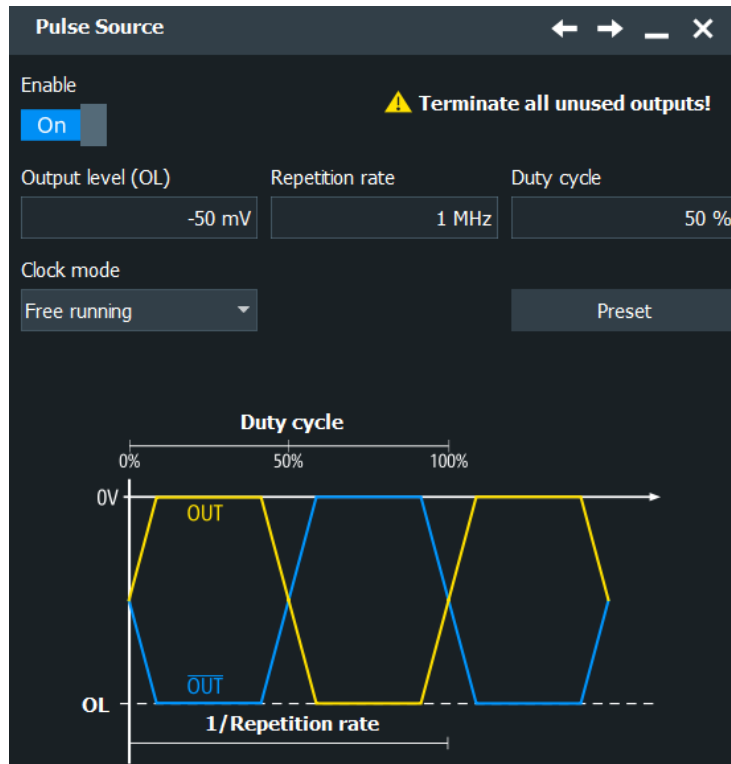 Pulse Source
Enable
On
Terminate all unused outputs!
Output level (OL) Repetition rate Duty cycle
-50 mV 1 MHz 50 %
Clock mode
Free running Preset
Duty cycle
0% 50% 100%
0V
OUT
OUT
OL
1/Repetition rate